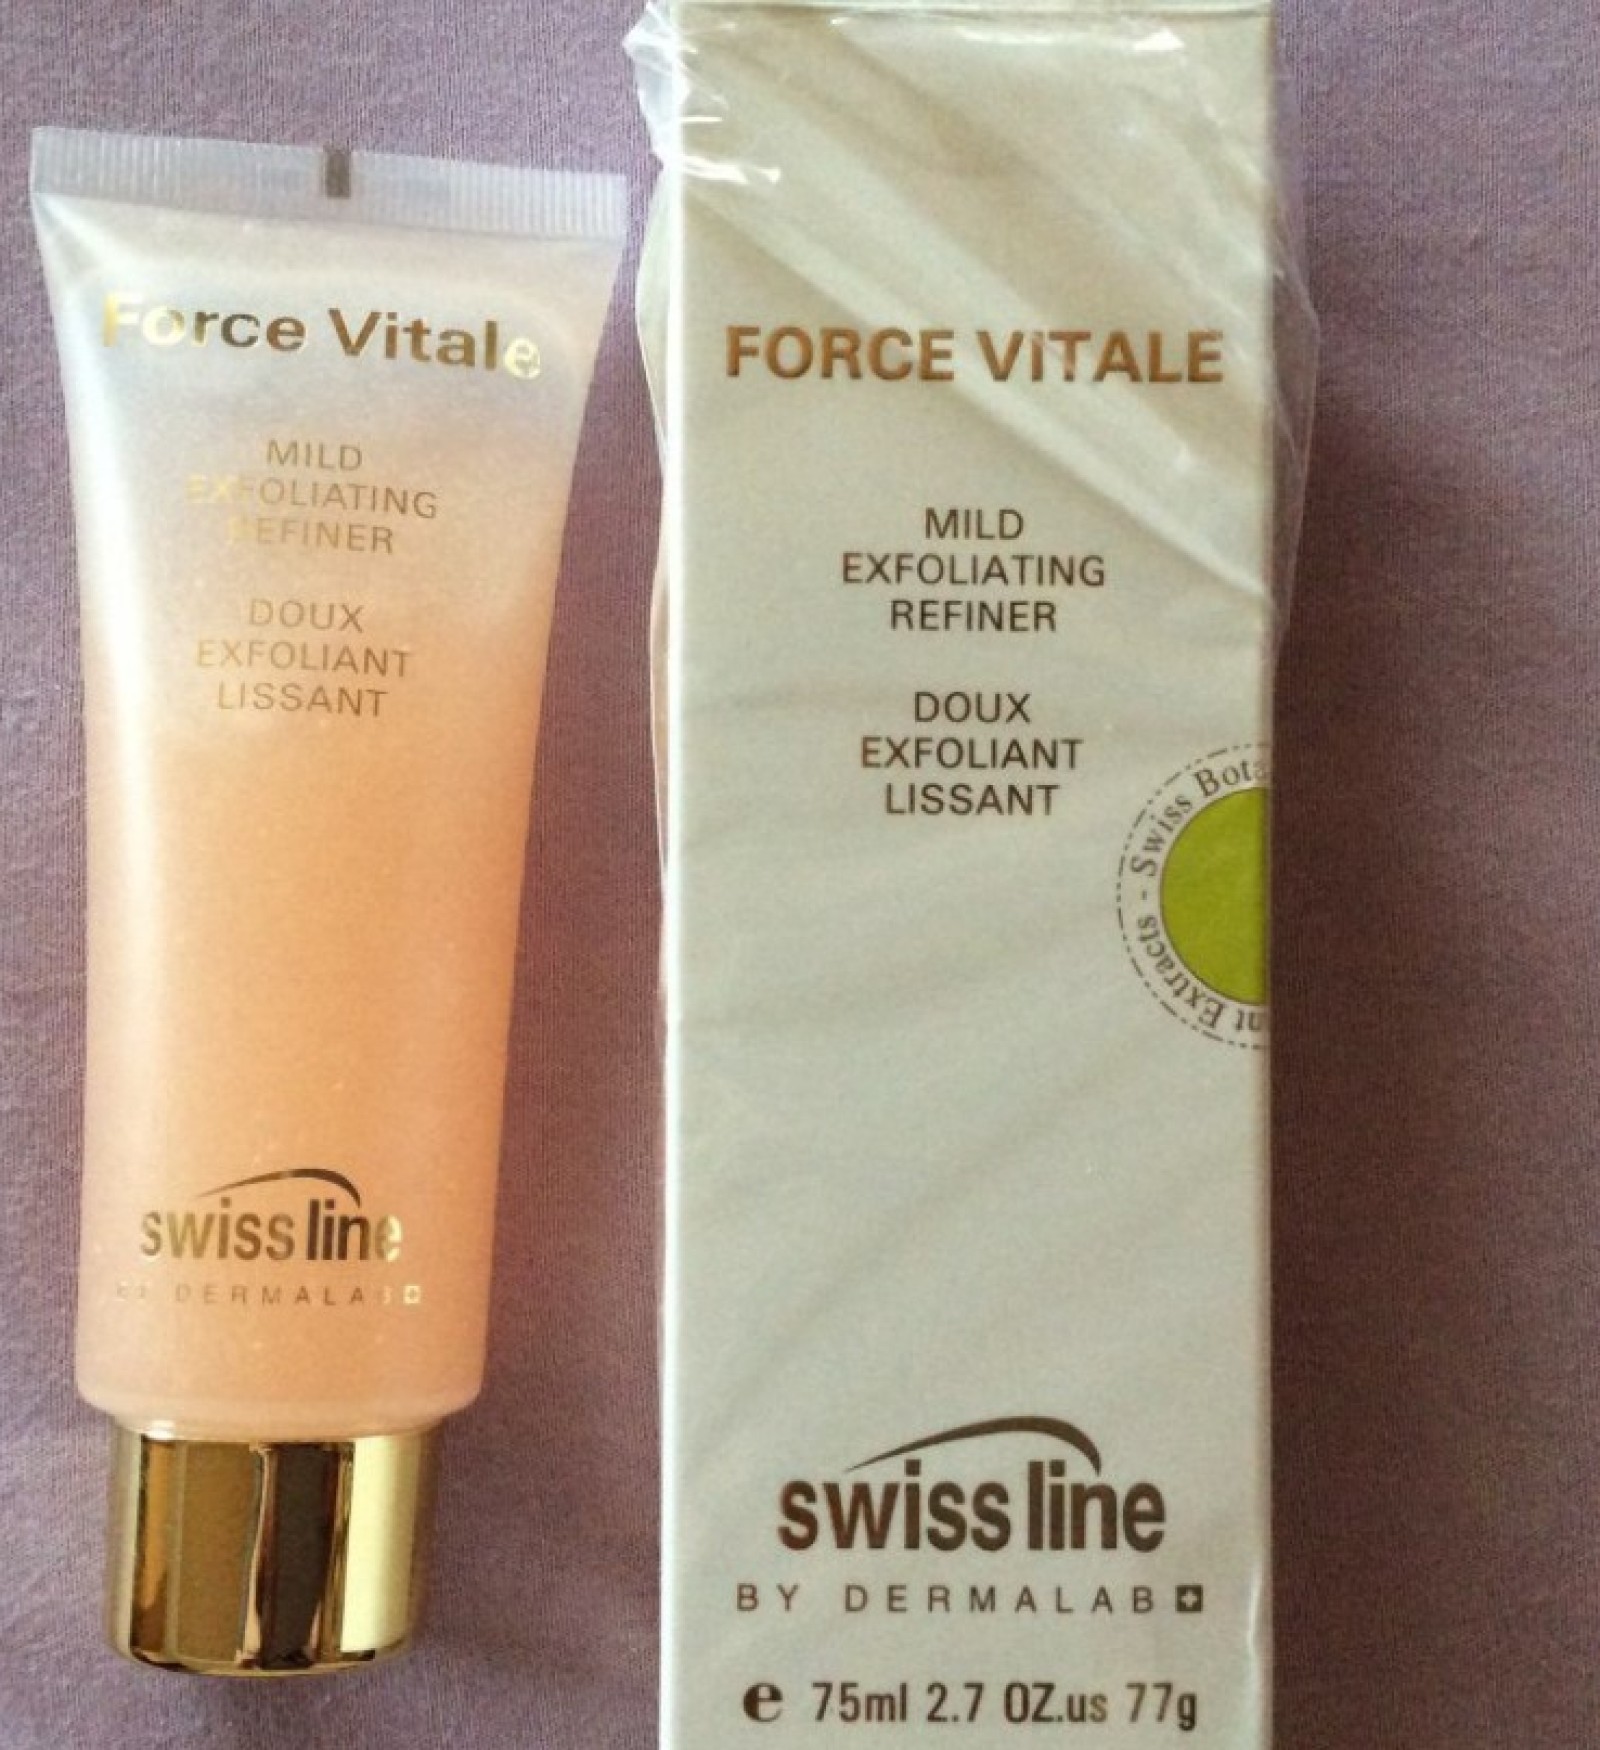 Force Vitale
MILD
EXFOLIATING
REFINER
DOUX
EXFOLIANT
LISSANT
swiss line
BY DERMALAB
FORCE VITALE
MILD
EXFOLIATING
REFINER
DOUX
EXFOLIANT
LISSANT
Extracts - Swiss
swiss line
BY DERMALAB
e 75ml 2.7 OZ.us 77g